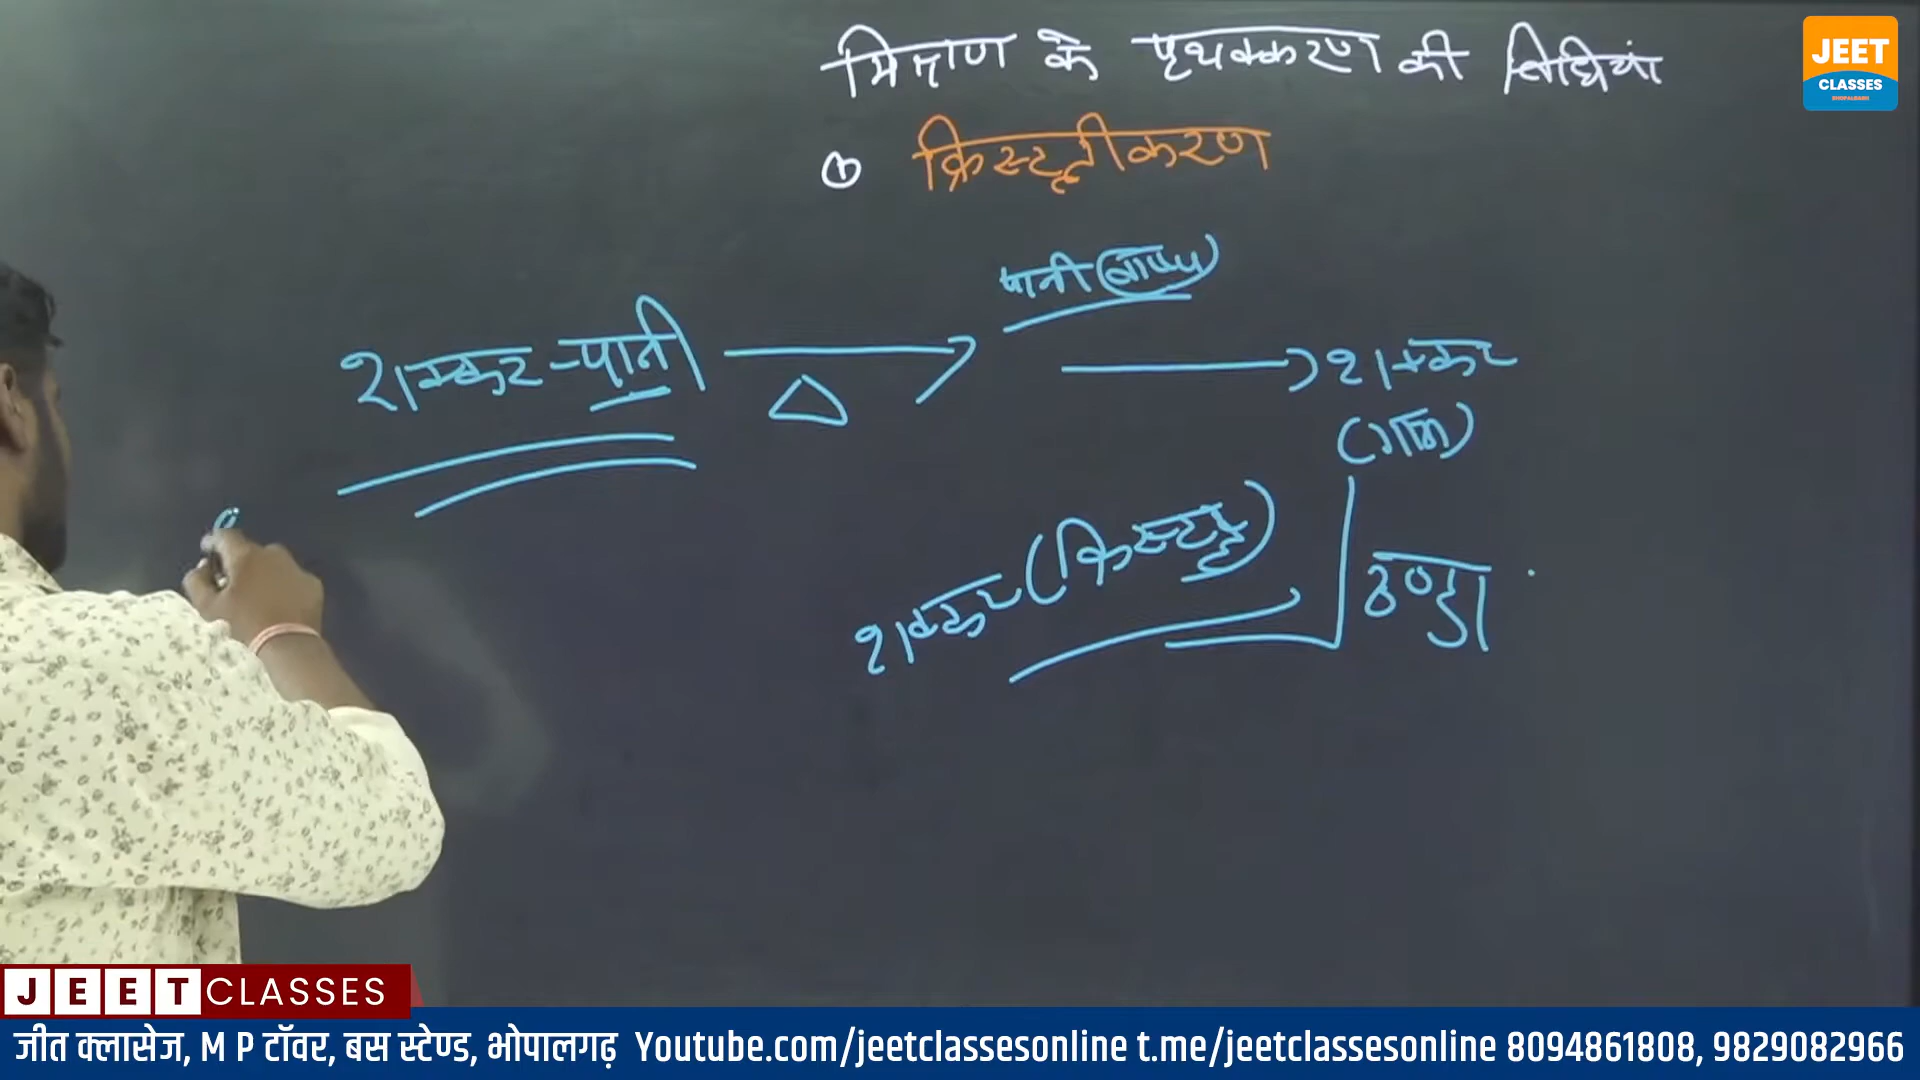 मिश्रण के पृथक्करण की विधियां
JEET
CLASSES
① क्रिस्टलीकरण
पानी (वाष्प)
शक्कर-पानी △ शक्कर
शक्कर (क्रिस्टल) ठण्डा
JEET CLASSES
जीत क्लासेज, M P टॉवर, बस स्टेण्ड, भोपालगढ़ Youtube.com/jeetclassesonline t.me/jeetclassesonline 8094861808, 9829082966